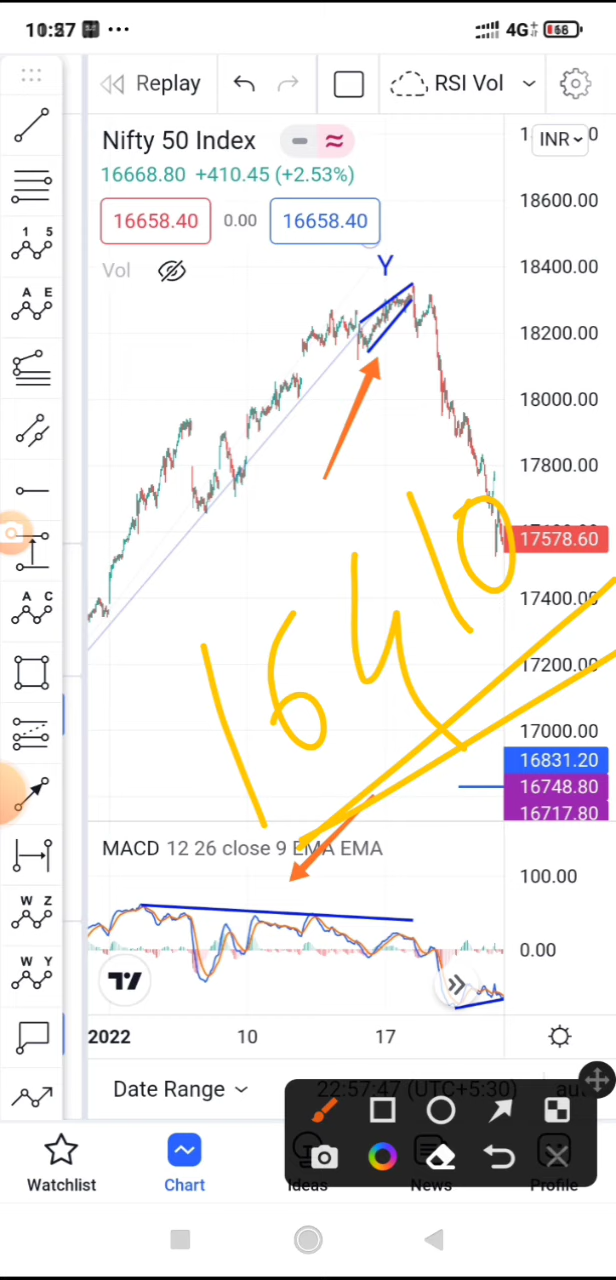 4G
66
Replay
RSI Vol
Nifty 50 Index
INR
16668.80 +410.45 (+2.53%)
18600.00
16658.40 0.00 16658.40
Vol
Y
18400.00
18200.00
18000.00
17800.00
1 5
A E
A C
W Z
W Y
17578.60
17400.00
17200.00
17000.00
16410
16831.20
16748.80
16717.80
MACD 12 26 close 9 EMA EMA
100.00
0.00
2022 10 17
Date Range
22:57:47 (UTC+5:30)
Watchlist
Chart
Ideas
News
Profile